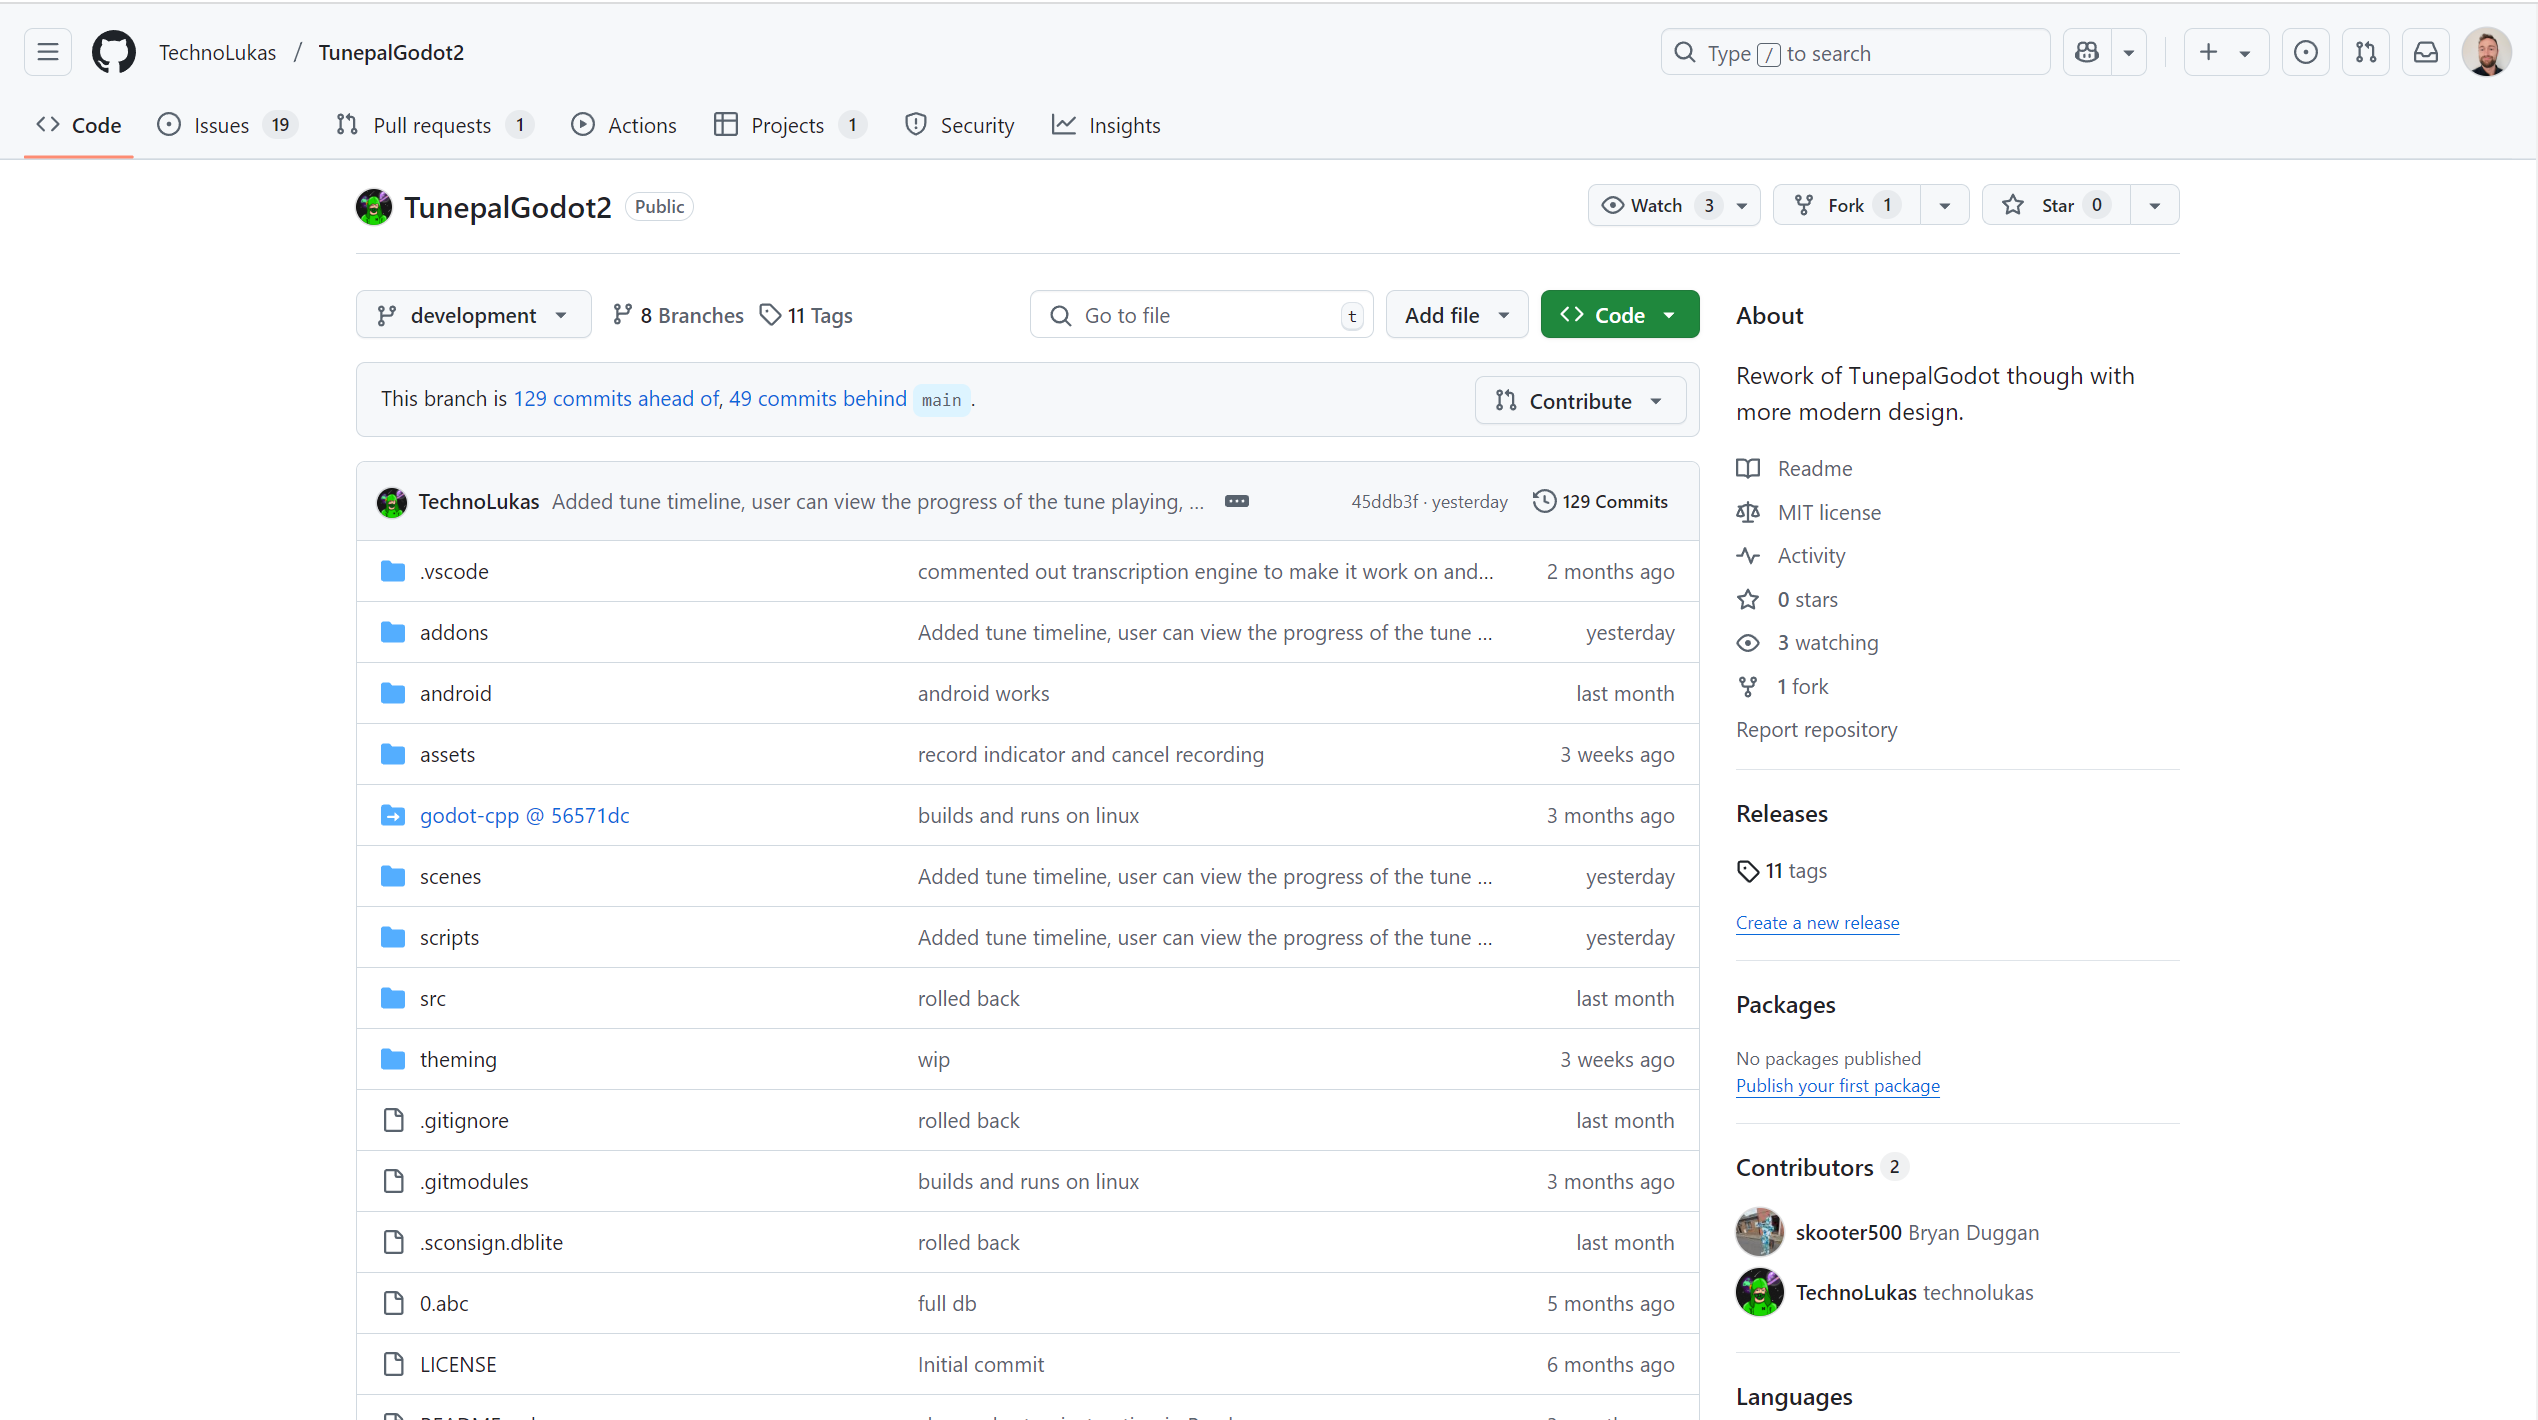 TechnoLukas / TunepalGodot2
Type / to search
Code
Issues 19
Pull requests 1
Actions
Projects 1
Security
Insights
TunepalGodot2 Public
Watch 3
Fork 1
Star 0
development
8 Branches
11 Tags
Go to file t
Add file
Code
This branch is 129 commits ahead of, 49 commits behind main .
Contribute
TechnoLukas Added tune timeline, user can view the progress of the tune playing, ...
45ddb3f · yesterday
129 Commits
.vscode commented out transcription engine to make it work on and... 2 months ago
addons Added tune timeline, user can view the progress of the tune ... yesterday
android android works last month
assets record indicator and cancel recording 3 weeks ago
godot-cpp @ 56571dc builds and runs on linux 3 months ago
scenes Added tune timeline, user can view the progress of the tune ... yesterday
scripts Added tune timeline, user can view the progress of the tune ... yesterday
src rolled back last month
theming wip 3 weeks ago
.gitignore rolled back last month
.gitmodules builds and runs on linux 3 months ago
.sconsign.dblite rolled back last month
0.abc full db 5 months ago
LICENSE Initial commit 6 months ago
About
Rework of TunepalGodot though with
more modern design.
Readme
MIT license
Activity
0 stars
3 watching
1 fork
Report repository
Releases
11 tags
Create a new release
Packages
No packages published
Publish your first package
Contributors 2
skooter500 Bryan Duggan
TechnoLukas technolukas
Languages